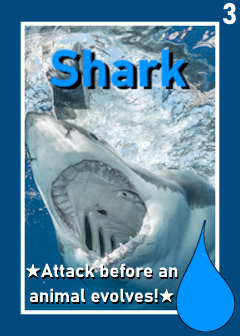 3
Shark
★Attack before an
animal evolves!★